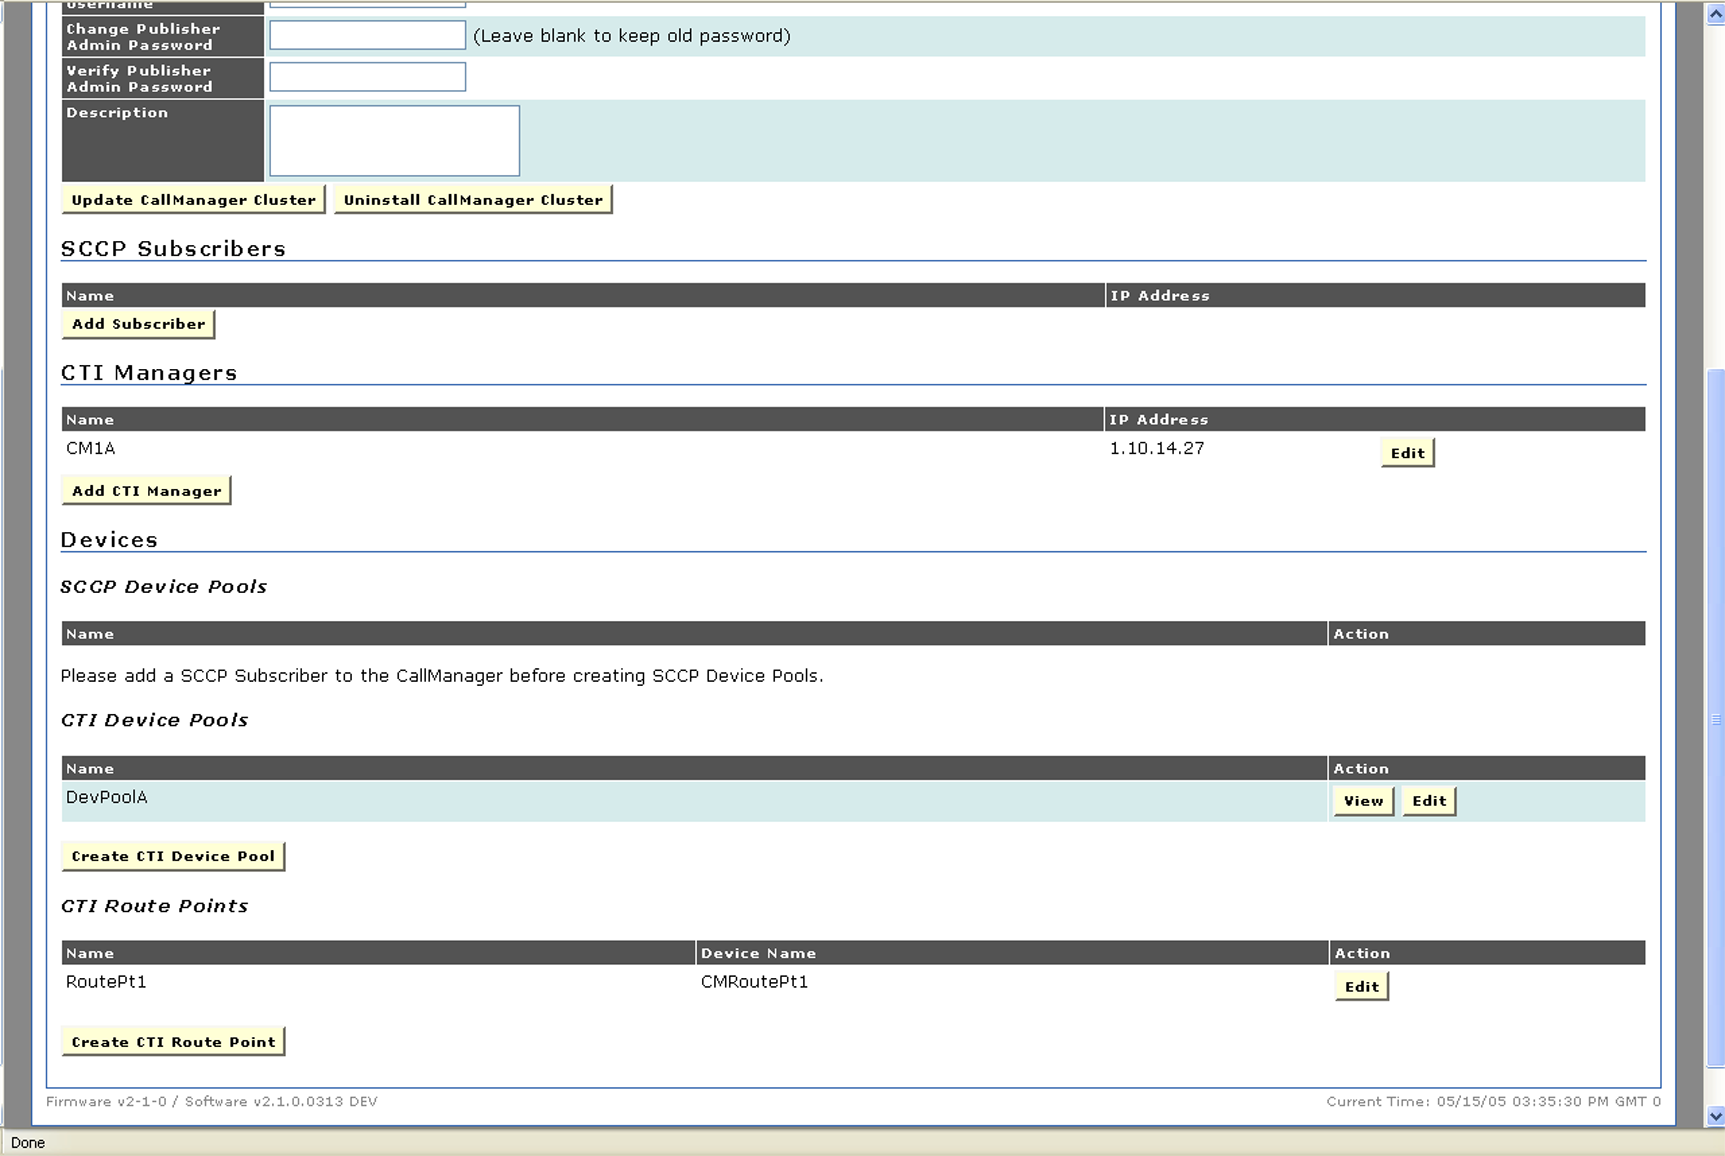 Username
Change Publisher
Admin Password
(Leave blank to keep old password)
Verify Publisher
Admin Password
Description
Update CallManager Cluster Uninstall CallManager Cluster
SCCP Subscribers
Name IP Address
Add Subscriber
CTI Managers
Name IP Address
CM1A 1.10.14.27 Edit
Add CTI Manager
Devices
SCCP Device Pools
Name Action
Please add a SCCP Subscriber to the CallManager before creating SCCP Device Pools.
CTI Device Pools
Name Action
DevPoolA View Edit
Create CTI Device Pool
CTI Route Points
Name Device Name Action
RoutePt1 CMRoutePt1 Edit
Create CTI Route Point
Firmware v2-1-0 / Software v2.1.0.0313 DEV Current Time: 05/15/05 03:35:30 PM GMT 0
Done